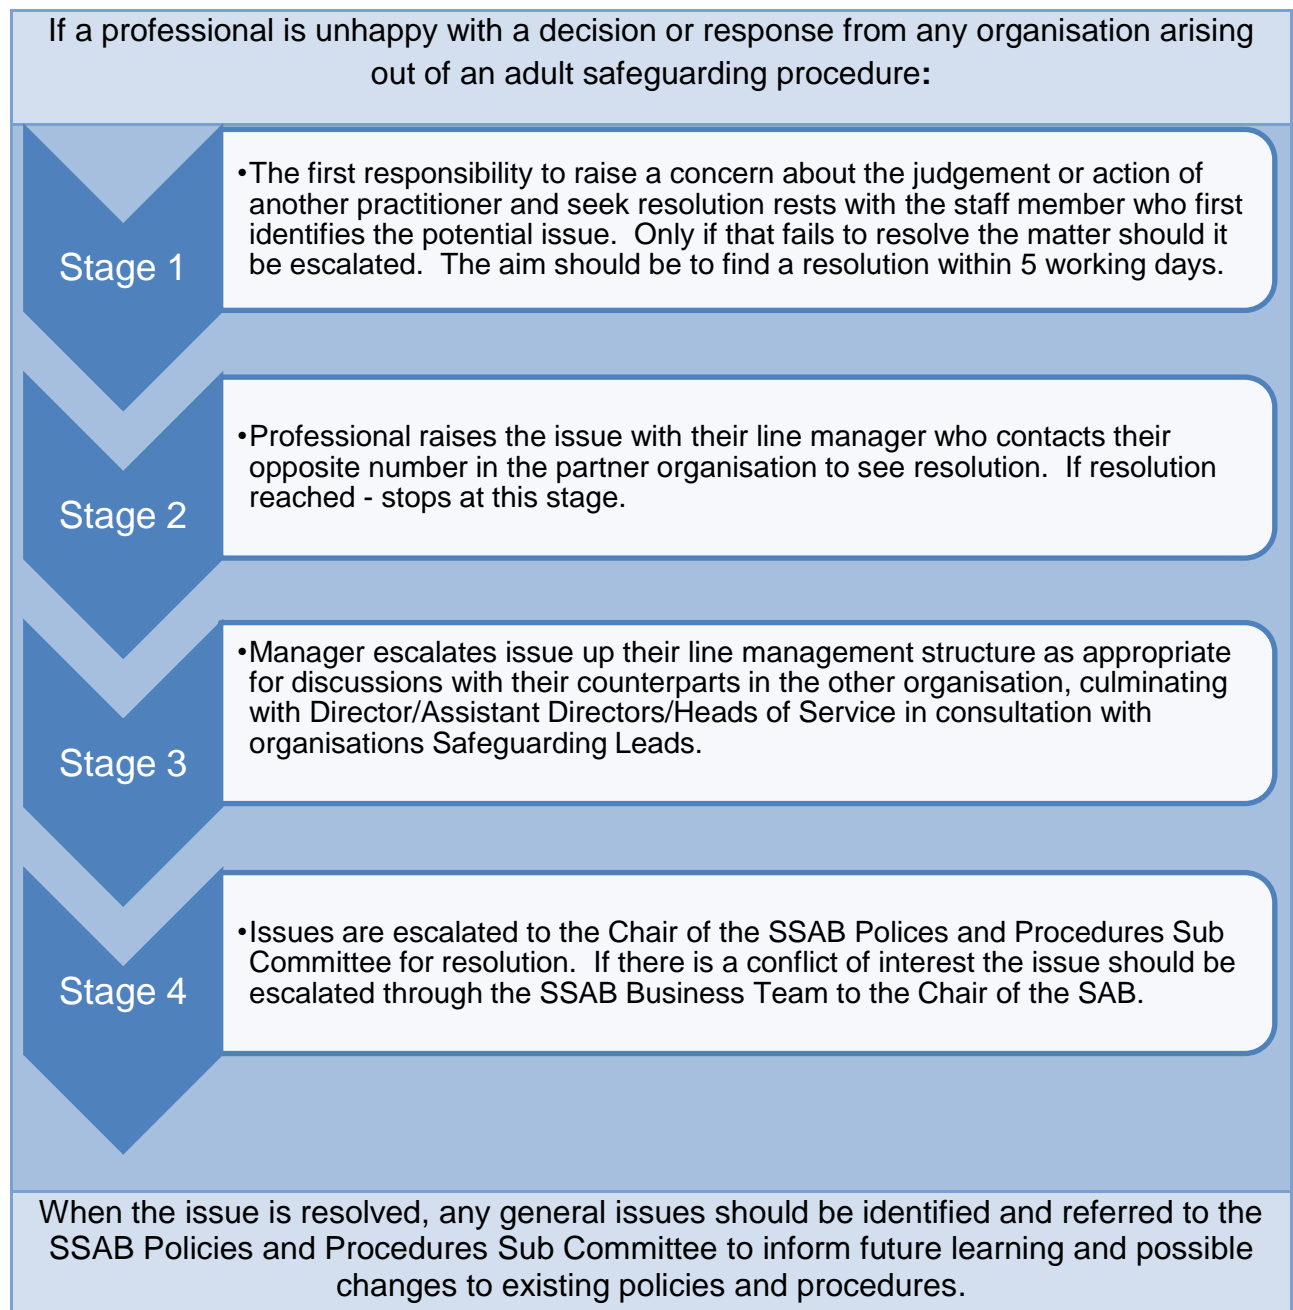 If a professional is unhappy with a decision or response from any organisation arising
out of an adult safeguarding procedure:
Stage 1
•The first responsibility to raise a concern about the judgement or action of
another practitioner and seek resolution rests with the staff member who first
identifies the potential issue.  Only if that fails to resolve the matter should it
be escalated.  The aim should be to find a resolution within 5 working days.
Stage 2
•Professional raises the issue with their line manager who contacts their
opposite number in the partner organisation to see resolution.  If resolution
reached - stops at this stage.
Stage 3
•Manager escalates issue up their line management structure as appropriate
for discussions with their counterparts in the other organisation, culminating
with Director/Assistant Directors/Heads of Service in consultation with
organisations Safeguarding Leads.
Stage 4
•Issues are escalated to the Chair of the SSAB Polices and Procedures Sub
Committee for resolution.  If there is a conflict of interest the issue should be
escalated through the SSAB Business Team to the Chair of the SAB.
When the issue is resolved, any general issues should be identified and referred to the
SSAB Policies and Procedures Sub Committee to inform future learning and possible
changes to existing policies and procedures.